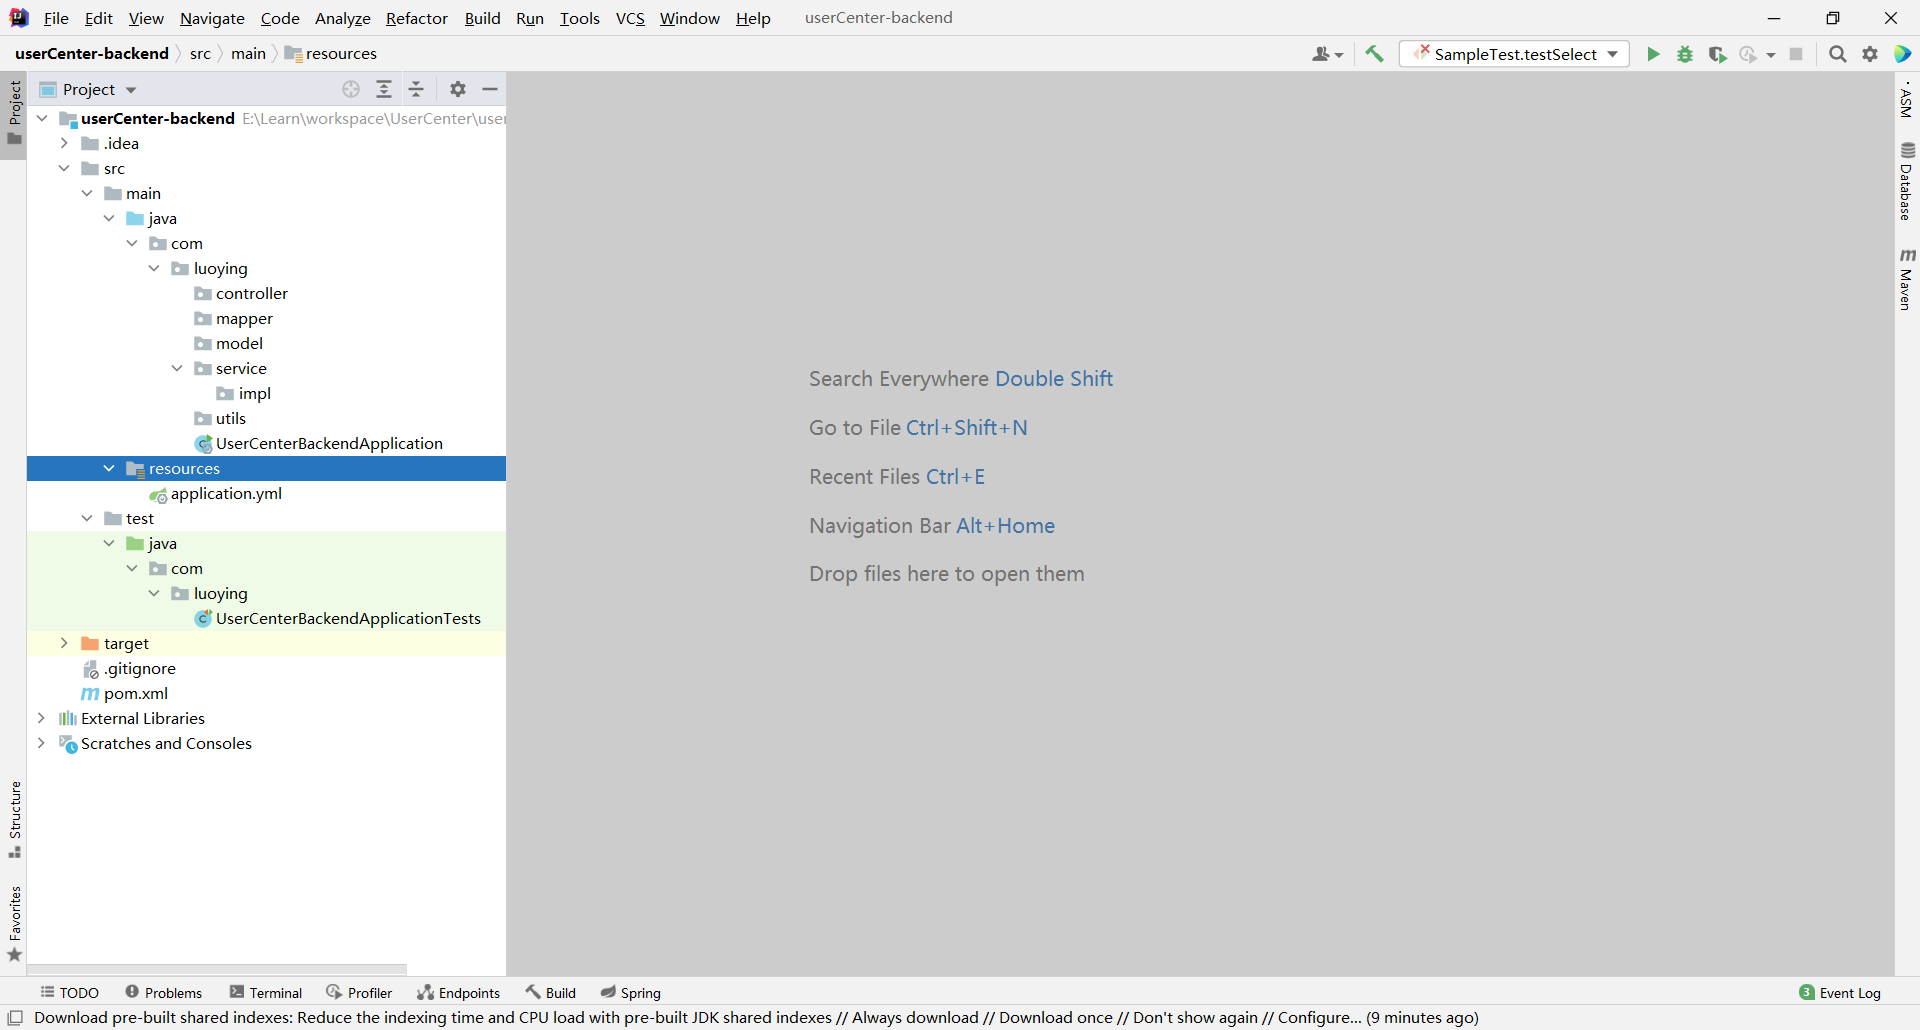 File Edit View Navigate Code Analyze Refactor Build Run Tools VCS Window Help userCenter-backend
userCenter-backend src main resources
SampleTest.testSelect
Project
Project
userCenter-backend E:\Learn\workspace\UserCenter\user
.idea
src
main
java
com
luoying
controller
mapper
model
service
impl
utils
UserCenterBackendApplication
resources
application.yml
test
java
com
luoying
UserCenterBackendApplicationTests
target
.gitignore
pom.xml
External Libraries
Scratches and Consoles
Structure
Favorites
Search Everywhere Double Shift
Go to File Ctrl+Shift+N
Recent Files Ctrl+E
Navigation Bar Alt+Home
Drop files here to open them
ASM
Database
Maven
TODO Problems Terminal Profiler Endpoints Build Spring
3 Event Log
Download pre-built shared indexes: Reduce the indexing time and CPU load with pre-built JDK shared indexes // Always download // Download once // Don't show again // Configure... (9 minutes ago)